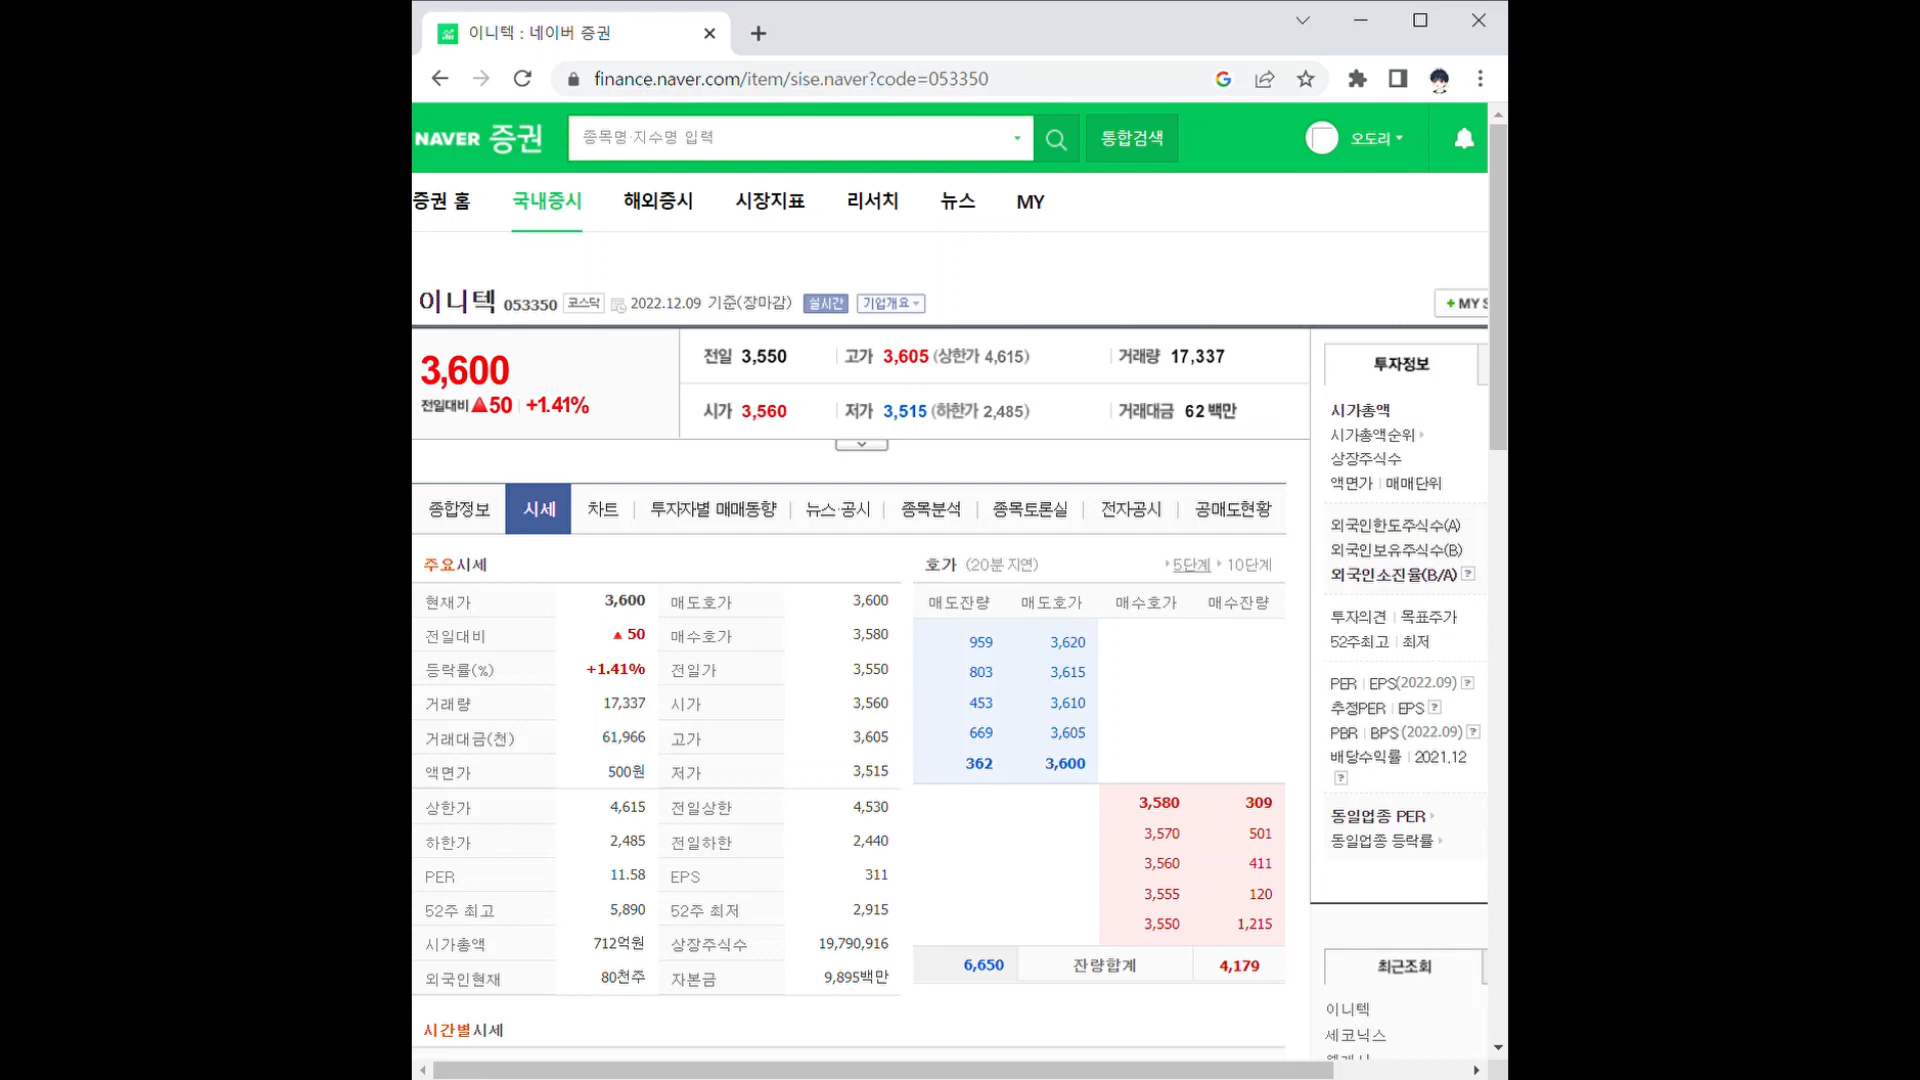 이니텍 : 네이버 증권
finance.naver.com/item/sise.naver?code=053350
NAVER 증권 종목명·지수명 입력 통합검색 오도리
증권 홈 국내증시 해외증시 시장지표 리서치 뉴스 MY
이니텍 053350 코스닥 2022.12.09 기준(장마감) 실시간 기업개요
+ MY S
3,600
전일대비 ▲50 +1.41%
전일 3,550 고가 3,605 (상한가 4,615) 거래량 17,337
시가 3,560 저가 3,515 (하한가 2,485) 거래대금 62 백만
종합정보 시세 차트 투자자별 매매동향 뉴스·공시 종목분석 종목토론실 전자공시 공매도현황
주요시세
현재가 3,600 매도호가 3,600
전일대비 ▲ 50 매수호가 3,580
등락률(%) +1.41% 전일가 3,550
거래량 17,337 시가 3,560
거래대금(천) 61,966 고가 3,605
액면가 500원 저가 3,515
상한가 4,615 전일상한 4,530
하한가 2,485 전일하한 2,440
PER 11.58 EPS 311
52주 최고 5,890 52주 최저 2,915
시가총액 712억원 상장주식수 19,790,916
외국인현재 80천주 자본금 9,895백만
호가 (20분 지연) 5단계 10단계
매도잔량 매도호가 매수호가 매수잔량
959 3,620
803 3,615
453 3,610
669 3,605
362 3,600
3,580 309
3,570 501
3,560 411
3,555 120
3,550 1,215
6,650 잔량합계 4,179
시간별시세
투자정보
시가총액
시가총액순위
상장주식수
액면가 | 매매단위
외국인한도주식수(A)
외국인보유주식수(B)
외국인소진율(B/A) ?
투자의견 | 목표주가
52주최고 | 최저
PER | EPS(2022.09) ?
추정PER | EPS ?
PBR | BPS (2022.09) ?
배당수익률 | 2021.12
?
동일업종 PER
동일업종 등락률
최근조회
이니텍
세코닉스